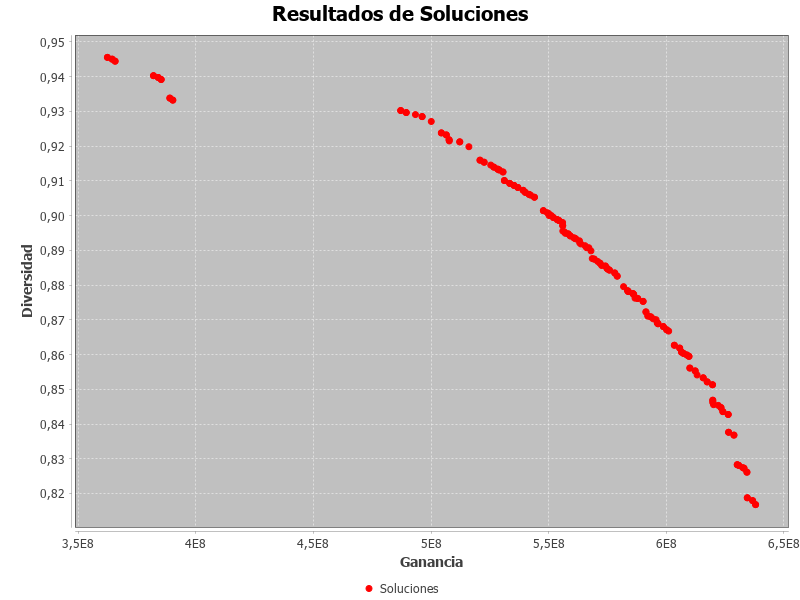 Resultados de Soluciones
0,95
0,94
0,93
0,92
0,91
0,90
0,89
0,88
0,87
0,86
0,85
0,84
0,83
0,82
Diversidad
3,5E8 4E8 4,5E8 5E8 5,5E8 6E8 6,5E8
Ganancia
Soluciones